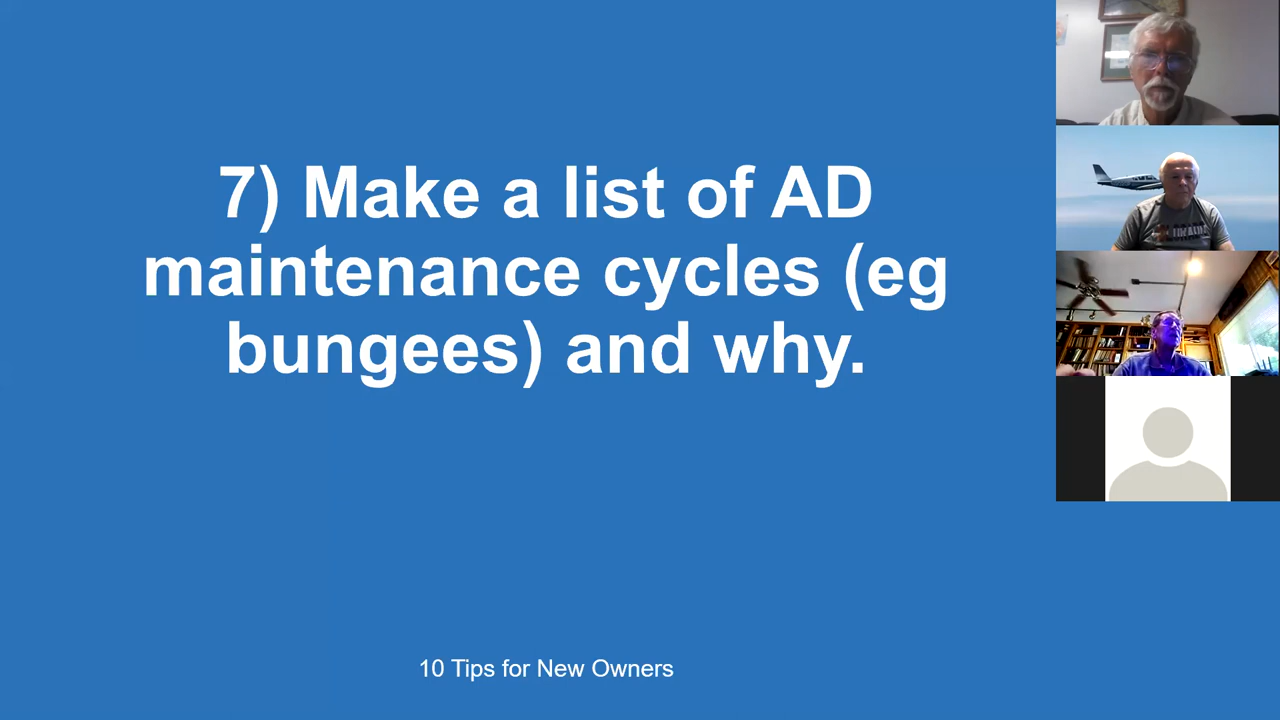 7) Make a list of AD
maintenance cycles (eg
bungees) and why.
10 Tips for New Owners